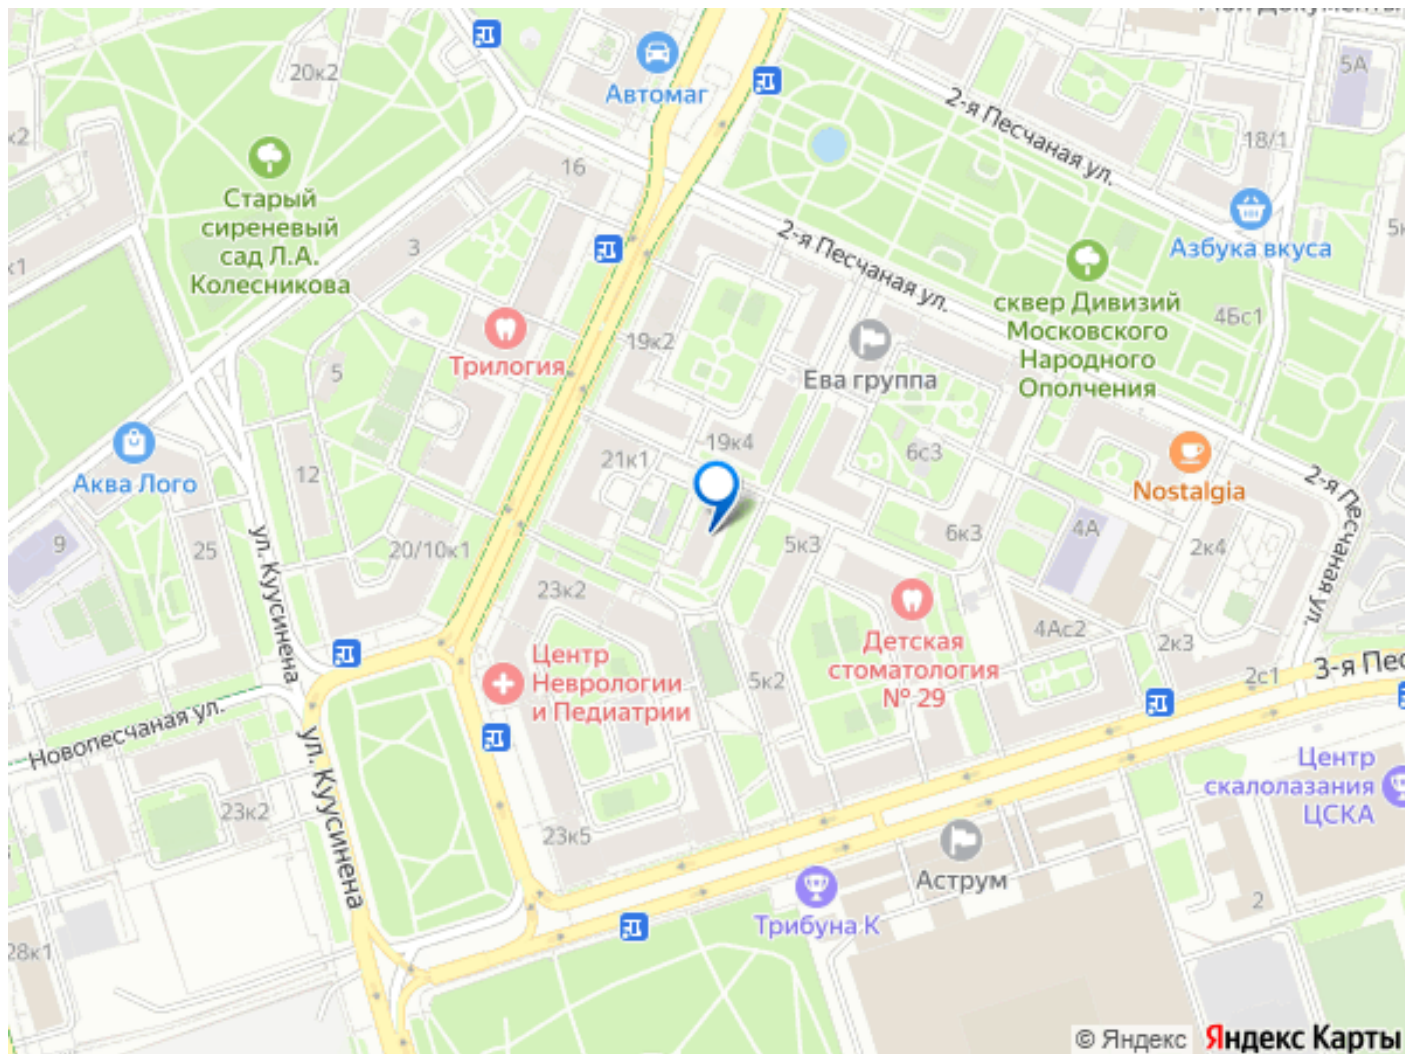 20к2
Автомаг
5А
2-я Песчаная ул.
18/1
16
Старый
сиреневый
сад Л.А.
Колесникова
3
2-я Песчаная ул.
Азбука вкуса
сквер Дивизий
Московского
Народного
Ополчения
4Бс1
19к2
Трилогия
5
Ева группа
19к4
21к1
6с3
Аква Лого
12
Nostalgia
2-я Песчаная ул.
9
25
20/10к1
ул. Куусинена
5к3
6к3
4А
2к4
23к2
Детская
стоматология
№ 29
4Ас2
2к3
Центр
Неврологии
и Педиатрии
5к2
2с1
3-я Пес
Новопесчаная ул.
ул. Куусинена
23к2
23к5
Центр
скалолазания
ЦСКА
Аструм
Трибуна К
2
28к1
© Яндекс Яндекс Карты